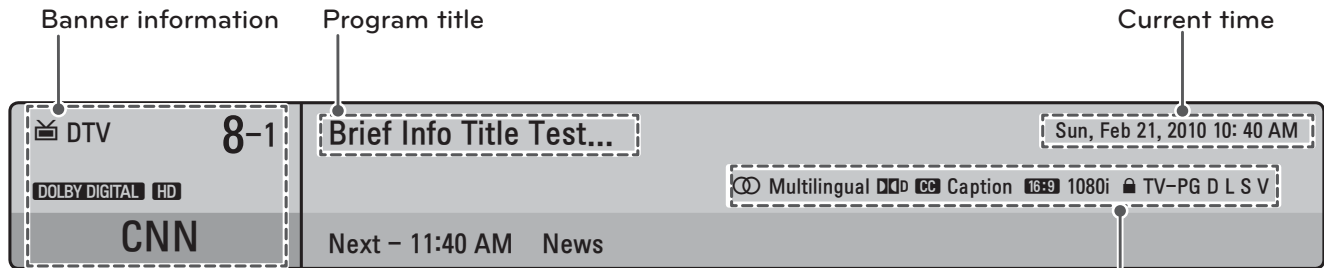 Banner information Program title Current time
DTV 8-1 Brief Info Title Test... Sun, Feb 21, 2010 10: 40 AM
DOLBY DIGITAL HD Multilingual D CC Caption 16:9 1080i TV-PG D L S V
CNN Next - 11:40 AM News